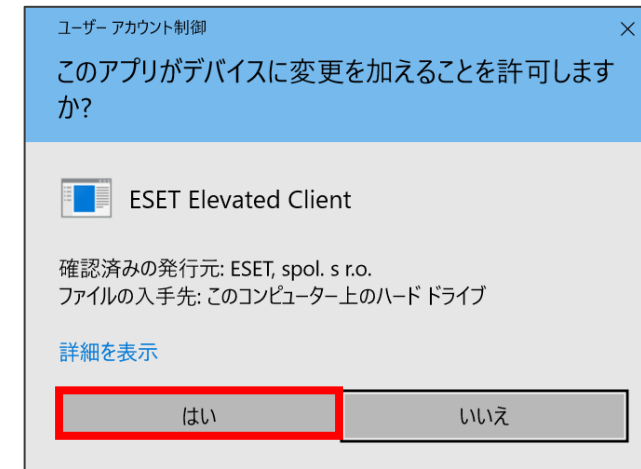 ユーザー アカウント制御
このアプリがデバイスに変更を加えることを許可します
か?
ESET Elevated Client
確認済みの発行元: ESET, spol. s r.o.
ファイルの入手先: このコンピューター上のハード ドライブ
詳細を表示
はい
いいえ